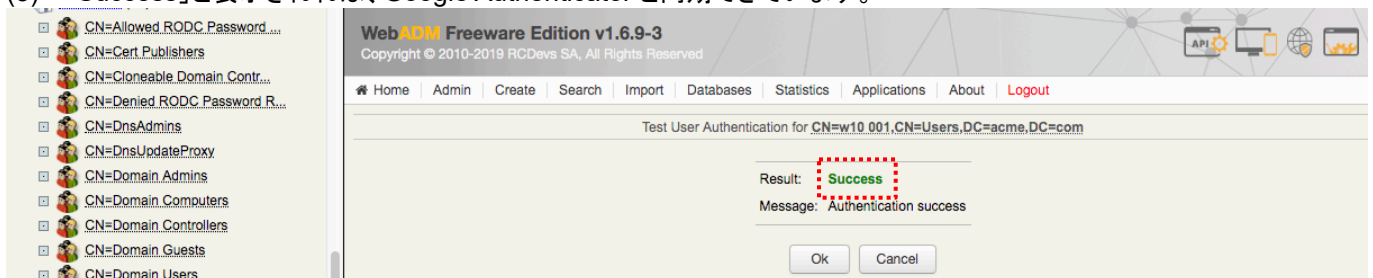 CN=Allowed RODC Password ...
CN=Cert Publishers
CN=Cloneable Domain Contr...
CN=Denied RODC Password R...
CN=DnsAdmins
CN=DnsUpdateProxy
CN=Domain Admins
CN=Domain Computers
CN=Domain Controllers
CN=Domain Guests
CN=Domain Users
WebADM Freeware Edition v1.6.9-3
Copyright © 2010-2019 RCDevs SA, All Rights Reserved
API
Home Admin Create Search Import Databases Statistics Applications About Logout
Test User Authentication for CN=w10 001,CN=Users,DC=acme,DC=com
Result: Success
Message: Authentication success
Ok Cancel